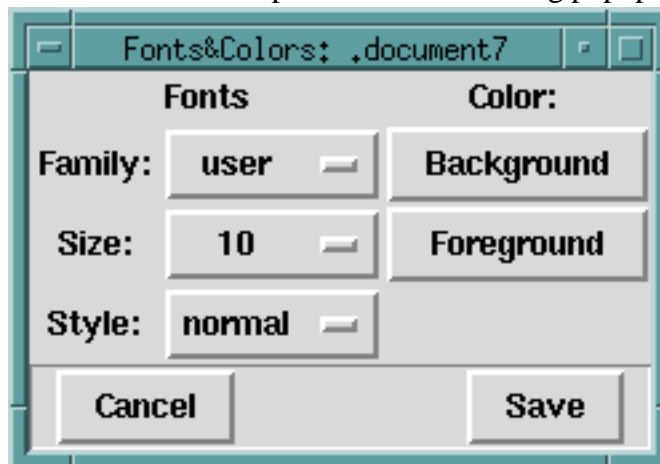 Fonts&Colors: .document7
Fonts Color:
Family: user Background
Size: 10 Foreground
Style: normal
Cancel Save